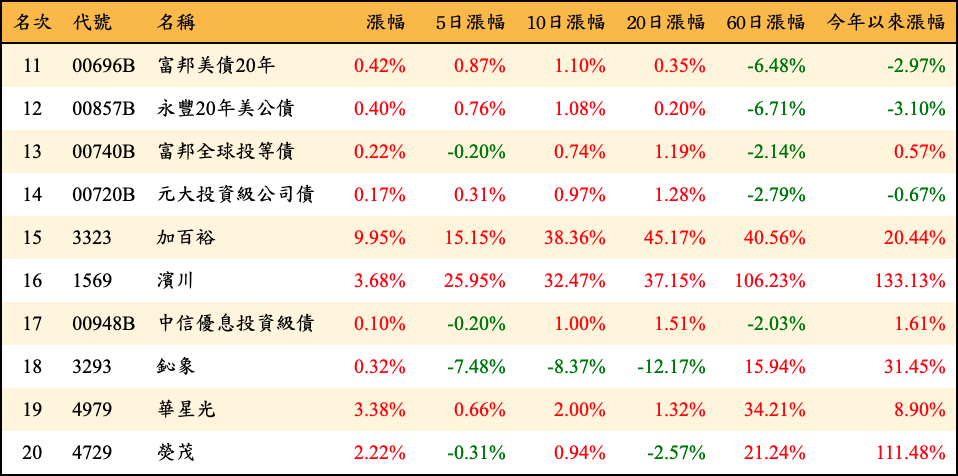 名次 代號 名稱 漲幅 5日漲幅 10日漲幅 20日漲幅 60日漲幅 今年以來漲幅
11 00696B 富邦美債20年 0.42% 0.87% 1.10% 0.35% -6.48% -2.97%
12 00857B 永豐20年美公債 0.40% 0.76% 1.08% 0.20% -6.71% -3.10%
13 00740B 富邦全球投等債 0.22% -0.20% 0.74% 1.19% -2.14% 0.57%
14 00720B 元大投資級公司債 0.17% 0.31% 0.97% 1.28% -2.79% -0.67%
15 3323 加百裕 9.95% 15.15% 38.36% 45.17% 40.56% 20.44%
16 1569 濱川 3.68% 25.95% 32.47% 37.15% 106.23% 133.13%
17 00948B 中信優息投資級債 0.10% -0.20% 1.00% 1.51% -2.03% 1.61%
18 3293 鈊象 0.32% -7.48% -8.37% -12.17% 15.94% 31.45%
19 4979 華星光 3.38% 0.66% 2.00% 1.32% 34.21% 8.90%
20 4729 熒茂 2.22% -0.31% 0.94% -2.57% 21.24% 111.48%